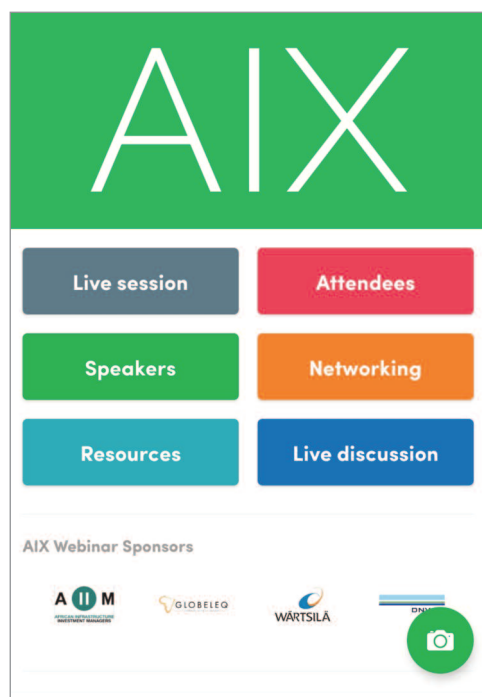 AIX
Live session
Attendees
Speakers
Networking
Resources
Live discussion
AIX Webinar Sponsors
AIIM
AFRICAN INFRASTRUCTURE
INVESTMENT MANAGERS
GLOBELEQ
WÄRTSILÄ